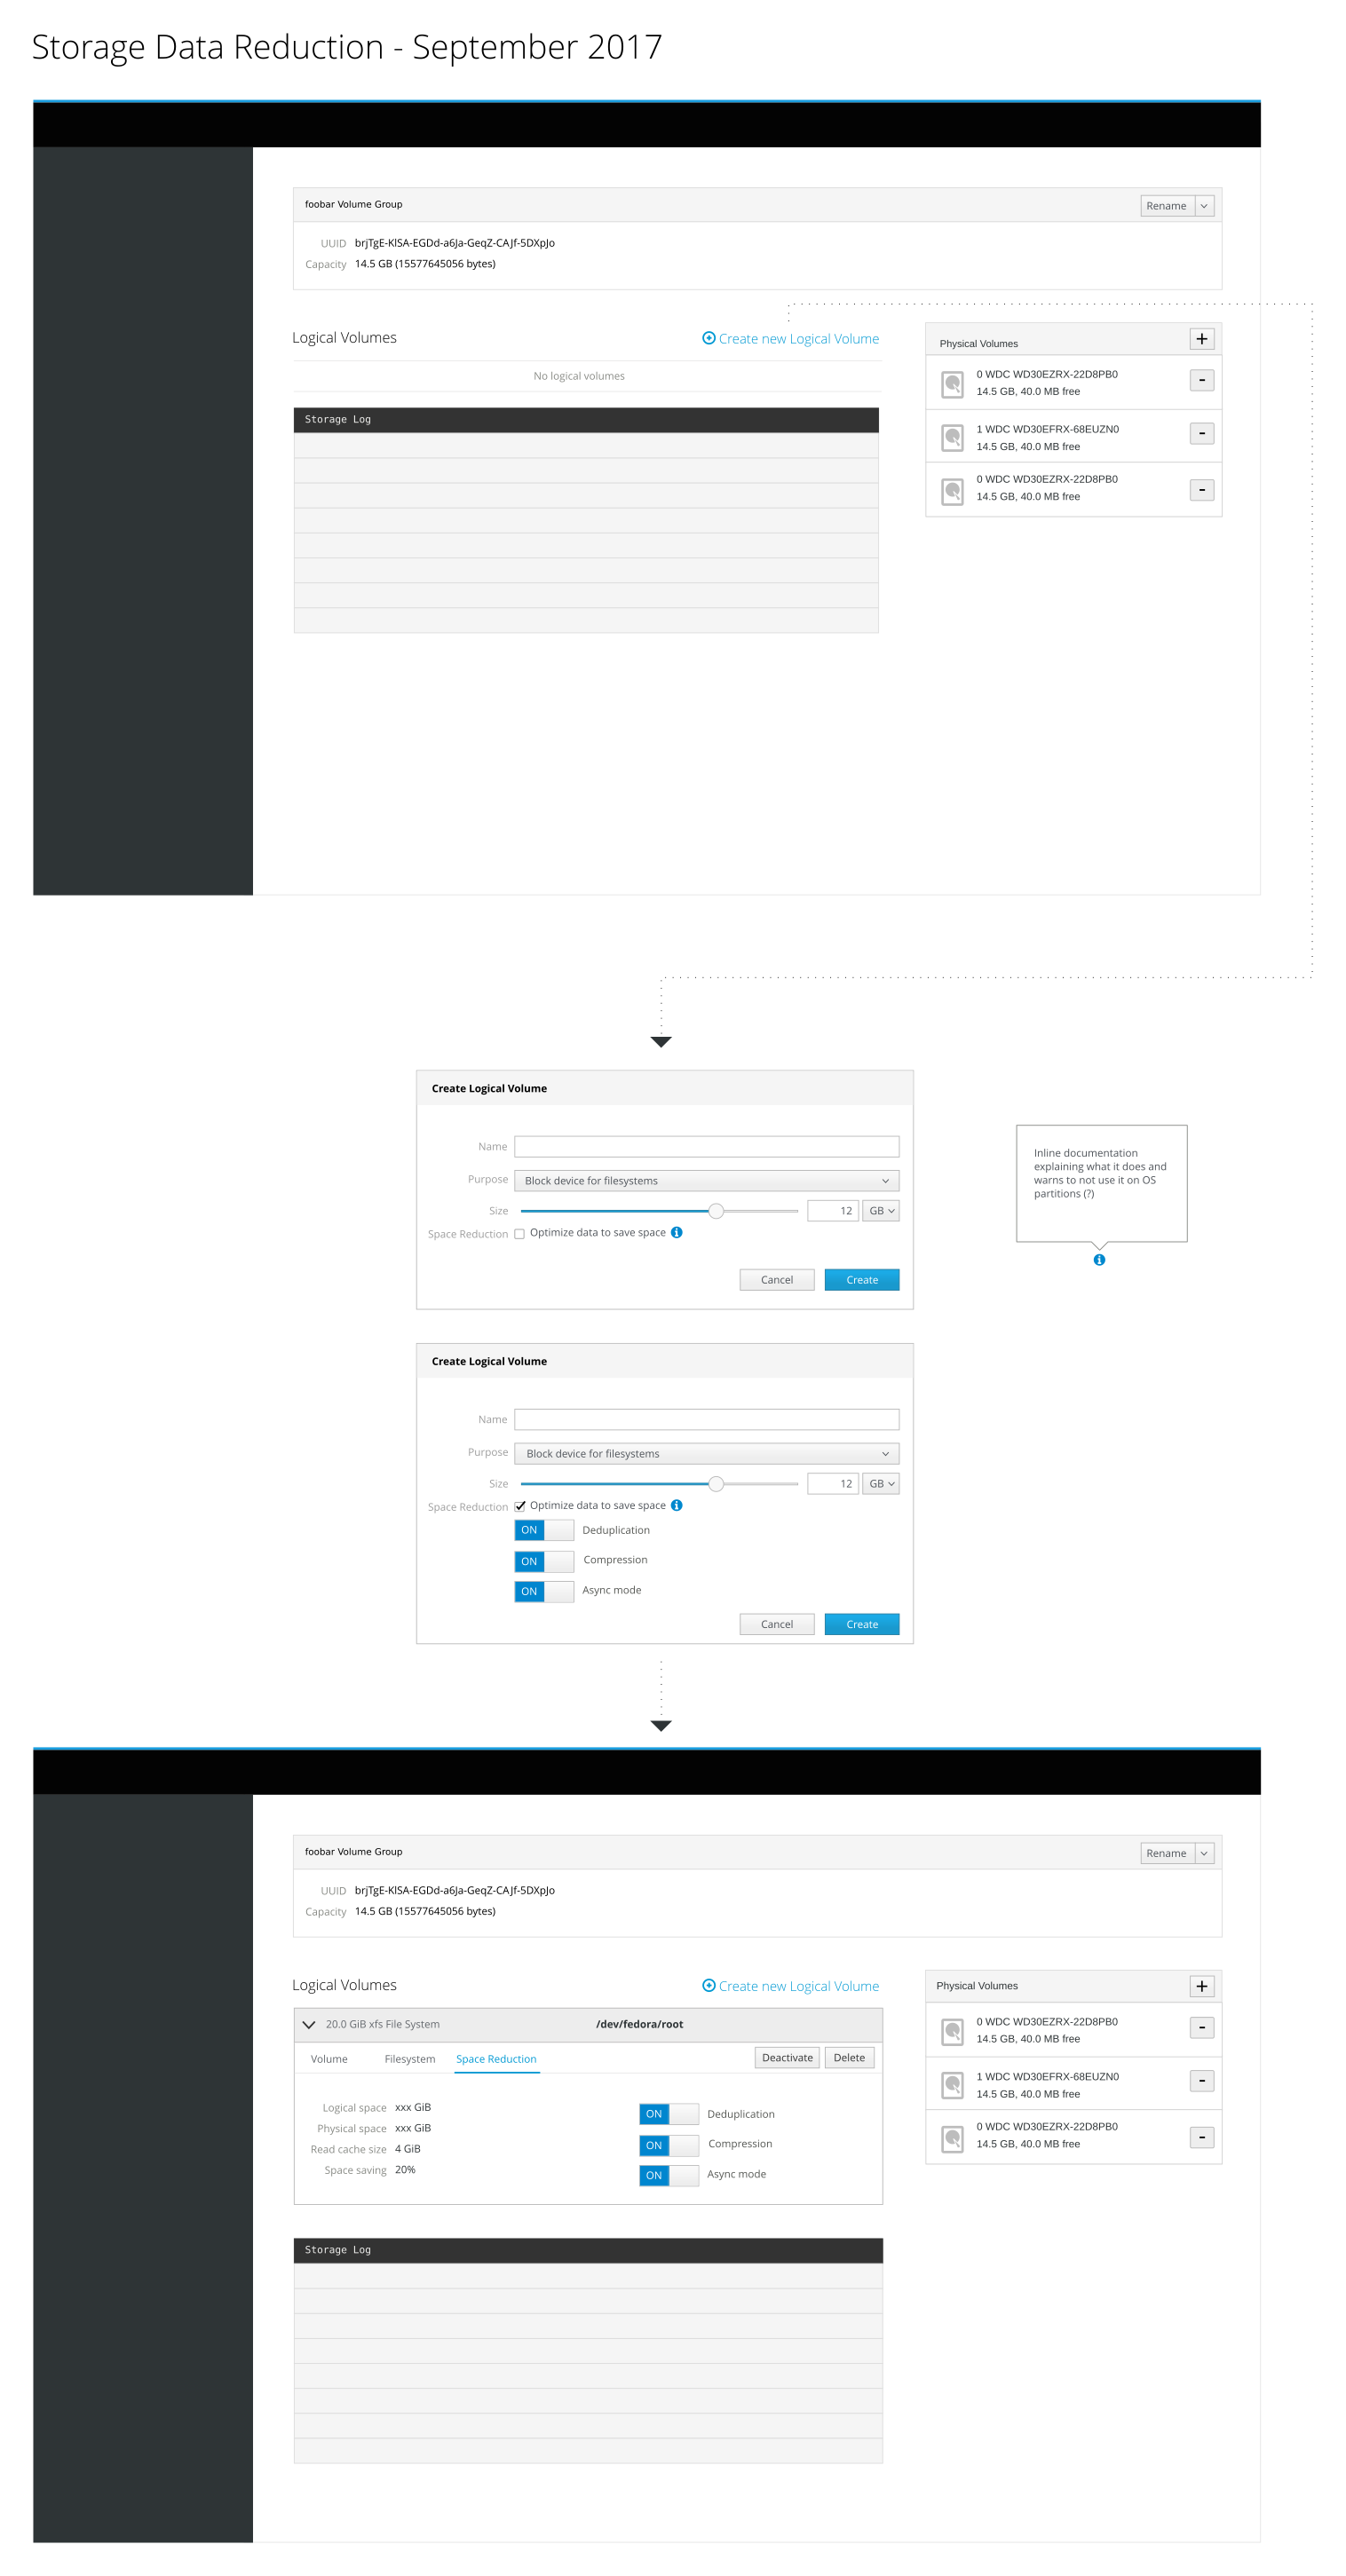 Storage Data Reduction - September 2017
foobar Volume Group
Rename
UUID brjTgE-KlSA-EGDd-a6Ja-GeqZ-CAJf-5DXpJo
Capacity 14.5 GB (15577645056 bytes)
Logical Volumes
Create new Logical Volume
No logical volumes
Storage Log
Physical Volumes
+
0 WDC WD30EZRX-22D8PB0
14.5 GB, 40.0 MB free
-
1 WDC WD30EFRX-68EUZN0
14.5 GB, 40.0 MB free
-
0 WDC WD30EZRX-22D8PB0
14.5 GB, 40.0 MB free
-
Create Logical Volume
Name
Purpose Block device for filesystems
Size 12 GB
Space Reduction Optimize data to save space
Cancel Create
Inline documentation
explaining what it does and
warns to not use it on OS
partitions (?)
Create Logical Volume
Name
Purpose Block device for filesystems
Size 12 GB
Space Reduction Optimize data to save space
ON Deduplication
ON Compression
ON Async mode
Cancel Create
foobar Volume Group
Rename
UUID brjTgE-KlSA-EGDd-a6Ja-GeqZ-CAJf-5DXpJo
Capacity 14.5 GB (15577645056 bytes)
Logical Volumes
Create new Logical Volume
20.0 GiB xfs File System /dev/fedora/root
Volume Filesystem Space Reduction
Deactivate Delete
Logical space xxx GiB
Physical space xxx GiB
Read cache size 4 GiB
Space saving 20%
ON Deduplication
ON Compression
ON Async mode
Storage Log
Physical Volumes
+
0 WDC WD30EZRX-22D8PB0
14.5 GB, 40.0 MB free
-
1 WDC WD30EFRX-68EUZN0
14.5 GB, 40.0 MB free
-
0 WDC WD30EZRX-22D8PB0
14.5 GB, 40.0 MB free
-